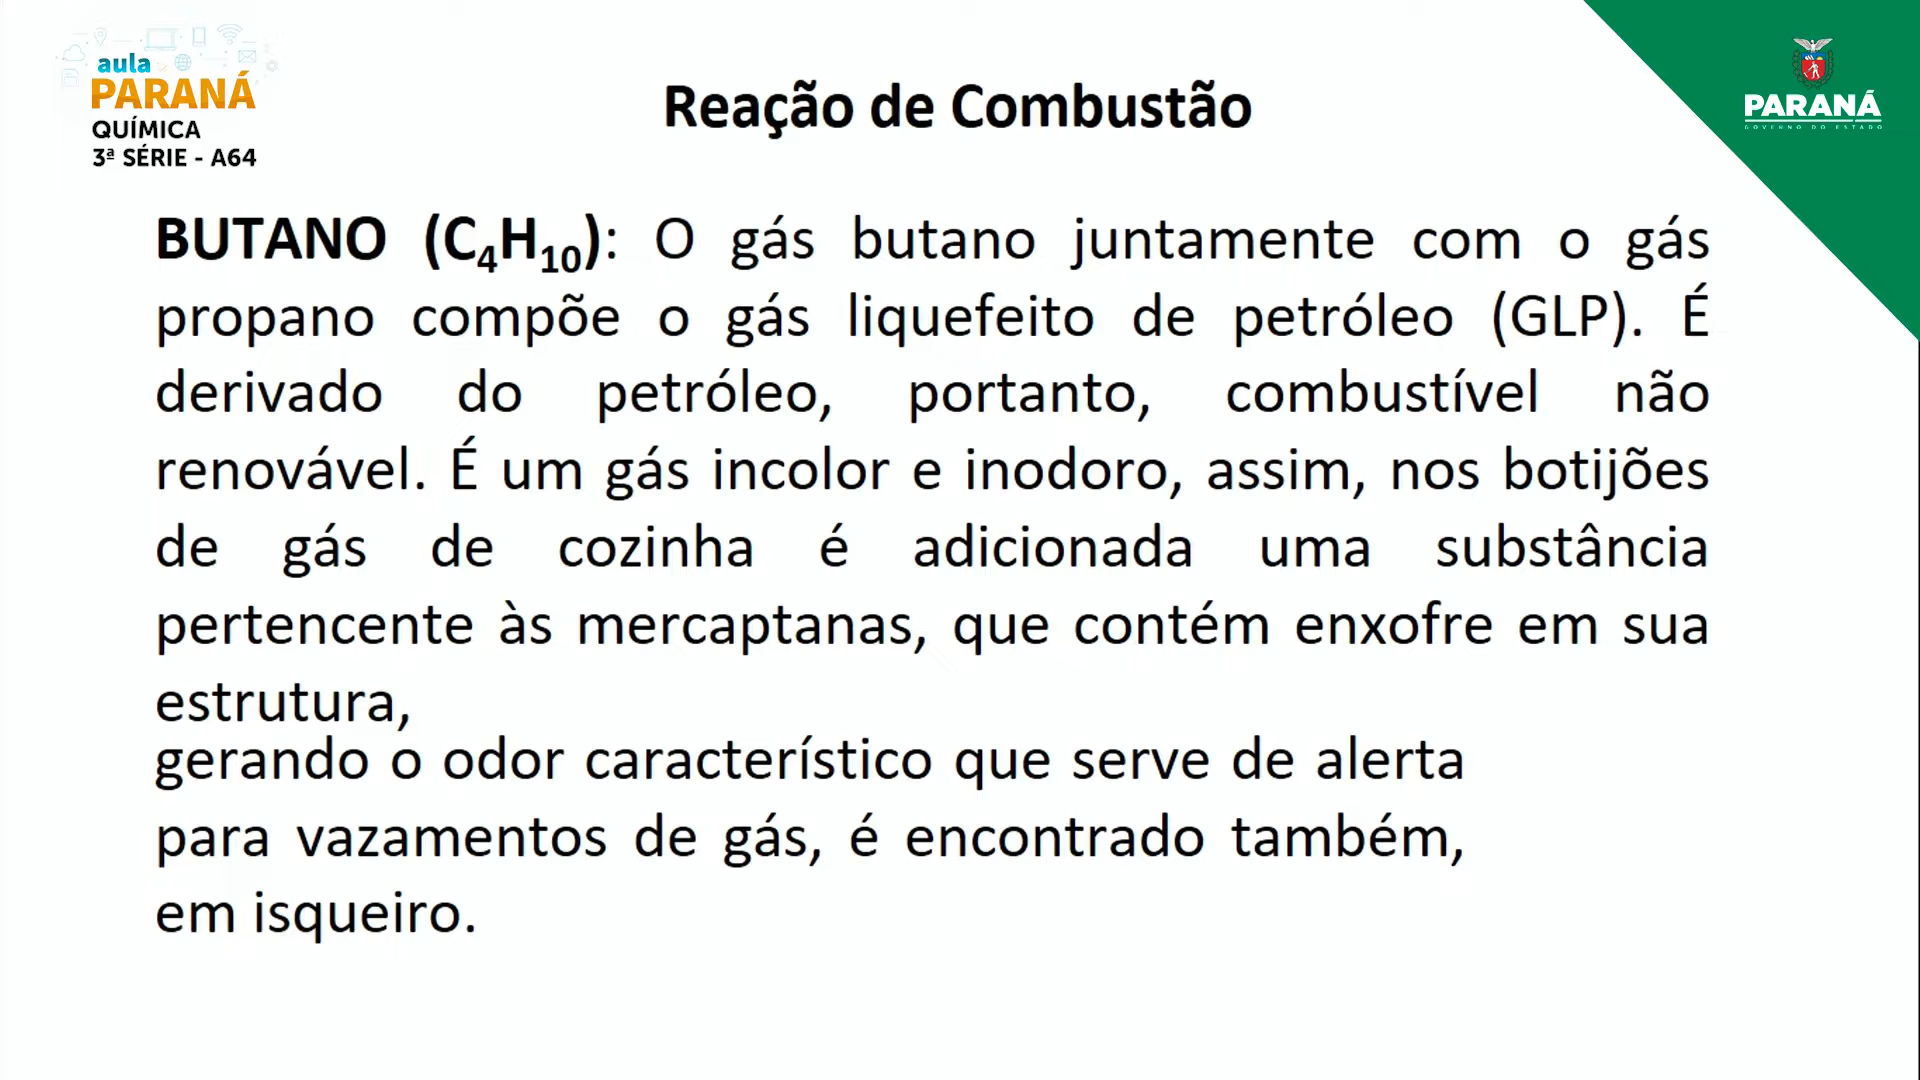 aula
PARANÁ
QUÍMICA
3ª SÉRIE - A64
Reação de Combustão
PARANÁ
GOVERNO DO ESTADO
BUTANO (C₄H₁₀): O gás butano juntamente com o gás
propano compõe o gás liquefeito de petróleo (GLP). É
derivado do petróleo, portanto, combustível não
renovável. É um gás incolor e inodoro, assim, nos botijões
de gás de cozinha é adicionada uma substância
pertencente às mercaptanas, que contém enxofre em sua
estrutura,
gerando o odor característico que serve de alerta
para vazamentos de gás, é encontrado também,
em isqueiro.